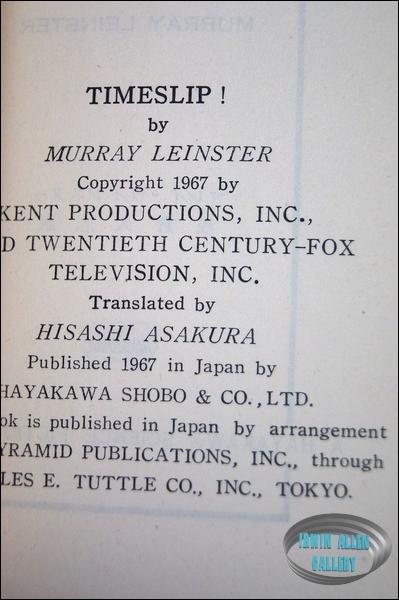 TIMESLIP !
by
MURRAY LEINSTER
Copyright 1967 by
KENT PRODUCTIONS, INC.,
D TWENTIETH CENTURY–FOX
TELEVISION, INC.
Translated by
HISASHI ASAKURA
Published 1967 in Japan by
HAYAKAWA SHOBO & CO., LTD.
ok is published in Japan by arrangement
YRAMID PUBLICATIONS, INC., through
LES E. TUTTLE CO., INC., TOKYO.
IRWIN ALLEN
GALLERY